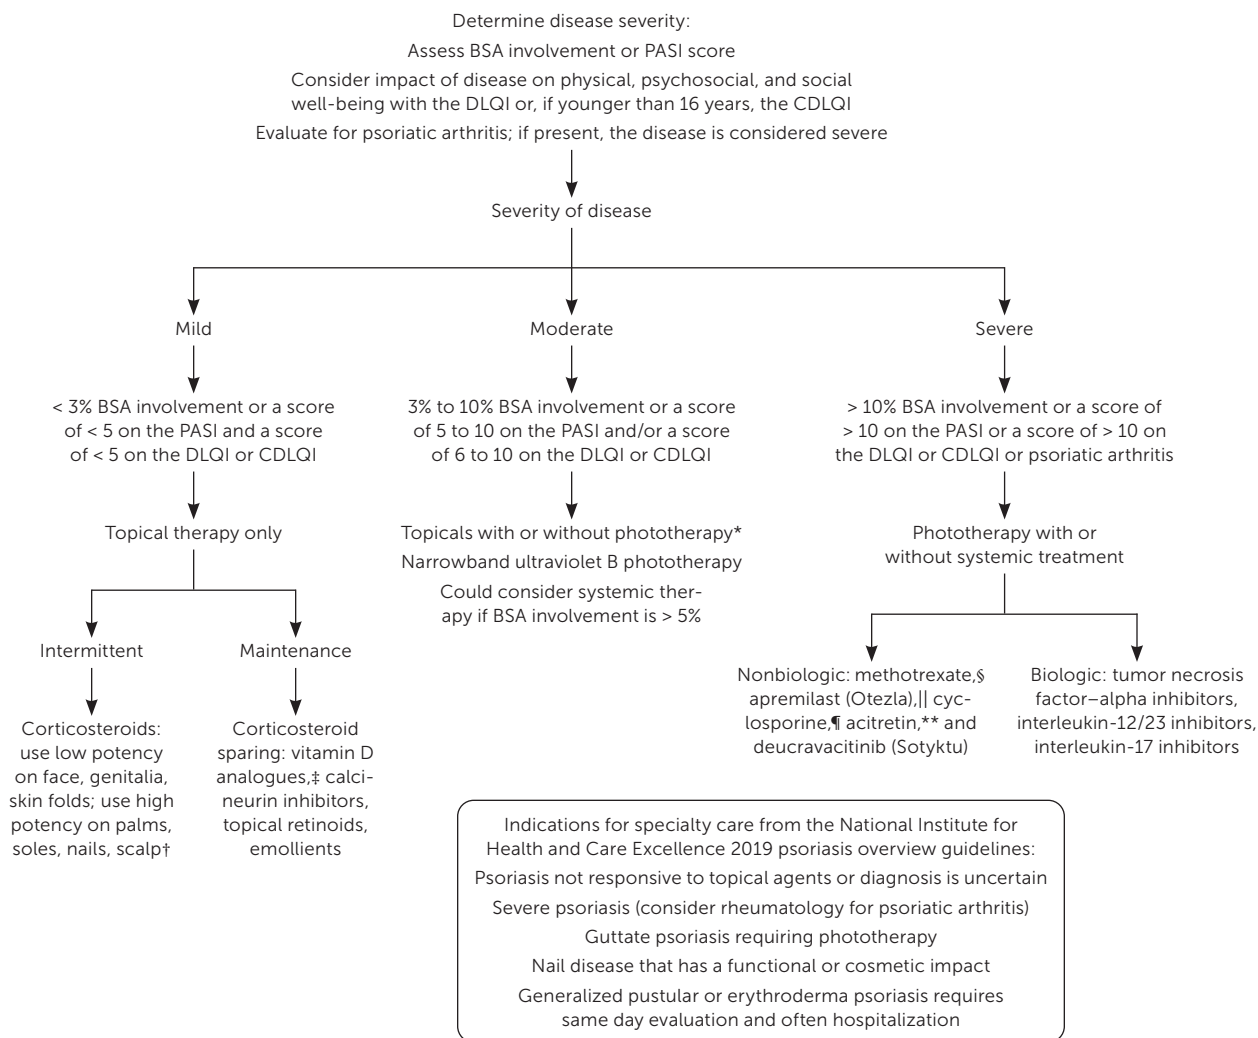 Determine disease severity:
Assess BSA involvement or PASI score
Consider impact of disease on physical, psychosocial, and social
well-being with the DLQI or, if younger than 16 years, the CDLQI
Evaluate for psoriatic arthritis; if present, the disease is considered severe
Severity of disease
Mild
Moderate
Severe
< 3% BSA involvement or a score
of < 5 on the PASI and a score
of < 5 on the DLQI or CDLQI
3% to 10% BSA involvement or a score
of 5 to 10 on the PASI and/or a score
of 6 to 10 on the DLQI or CDLQI
> 10% BSA involvement or a score of
> 10 on the PASI or a score of > 10 on
the DLQI or CDLQI or psoriatic arthritis
Topical therapy only
Topicals with or without phototherapy*
Narrowband ultraviolet B phototherapy
Could consider systemic ther-
apy if BSA involvement is > 5%
Phototherapy with or
without systemic treatment
Intermittent
Maintenance
Corticosteroids:
use low potency
on face, genitalia,
skin folds; use high
potency on palms,
soles, nails, scalp†
Corticosteroid
sparing: vitamin D
analogues,‡ calci-
neurin inhibitors,
topical retinoids,
emollients
Nonbiologic: methotrexate,§
apremilast (Otezla),|| cyc-
losporine,¶ acitretin,** and
deucravacitinib (Sotyktu)
Biologic: tumor necrosis
factor–alpha inhibitors,
interleukin-12/23 inhibitors,
interleukin-17 inhibitors
Indications for specialty care from the National Institute for
Health and Care Excellence 2019 psoriasis overview guidelines:
Psoriasis not responsive to topical agents or diagnosis is uncertain
Severe psoriasis (consider rheumatology for psoriatic arthritis)
Guttate psoriasis requiring phototherapy
Nail disease that has a functional or cosmetic impact
Generalized pustular or erythroderma psoriasis requires
same day evaluation and often hospitalization